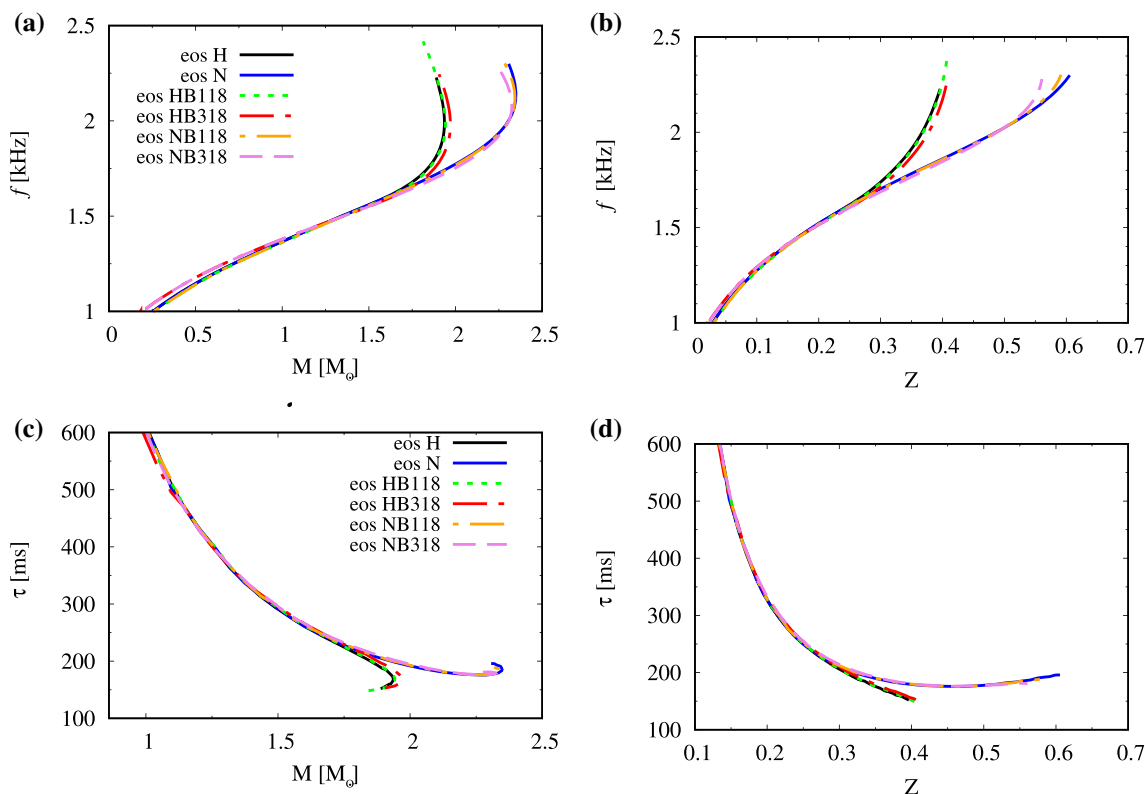 (a)
2.5
2
1.5
1
f [kHz]
eos H
eos N
eos HB118
eos HB318
eos NB118
eos NB318
0 0.5 1 1.5 2 2.5
M [M⊙]
(b)
2.5
2
1.5
1
f [kHz]
0 0.1 0.2 0.3 0.4 0.5 0.6 0.7
Z
(c)
600
500
400
300
200
100
τ [ms]
eos H
eos N
eos HB118
eos HB318
eos NB118
eos NB318
1 1.5 2 2.5
M [M⊙]
(d)
600
500
400
300
200
100
τ [ms]
0.1 0.2 0.3 0.4 0.5 0.6 0.7
Z